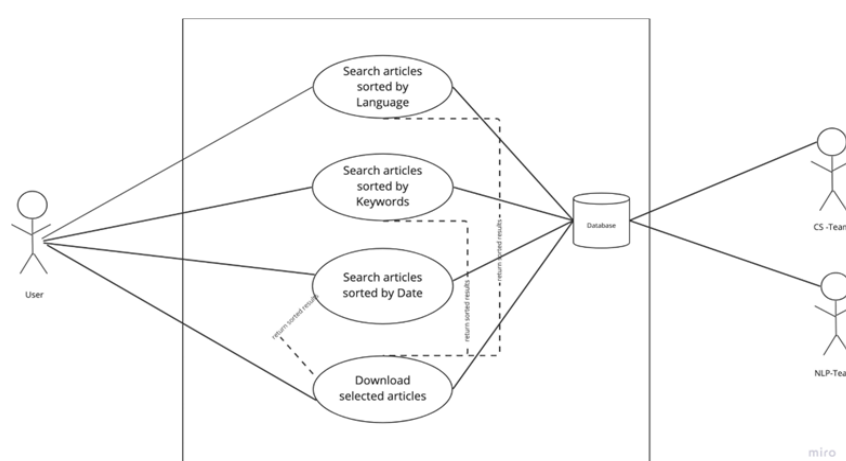 Search articles
sorted by
Language
Search articles
sorted by
Keywords
Search articles
sorted by Date
Download
selected articles
return sorted results
return sorted results
return sorted results
Database
User
CS -Team
NLP-Tea
miro